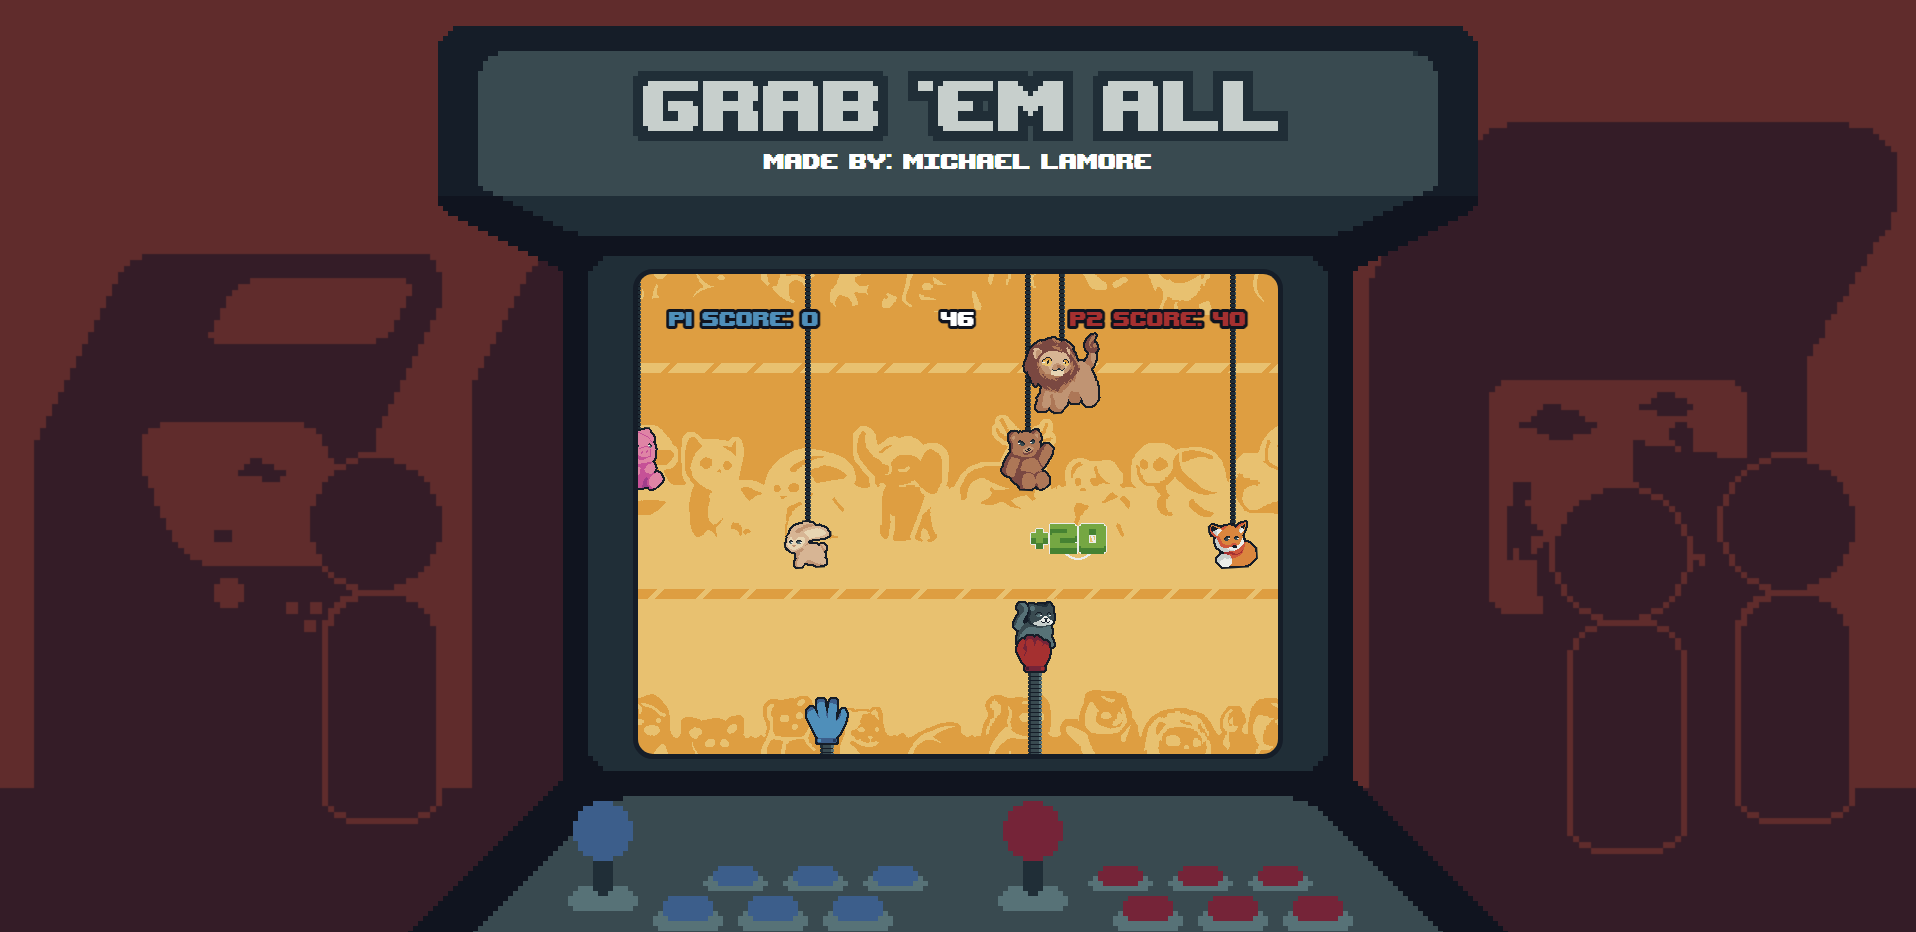 GRAB 'EM ALL
MADE BY: MICHAEL LAMORE
P1 SCORE: 0
46
P2 SCORE: 40
+20